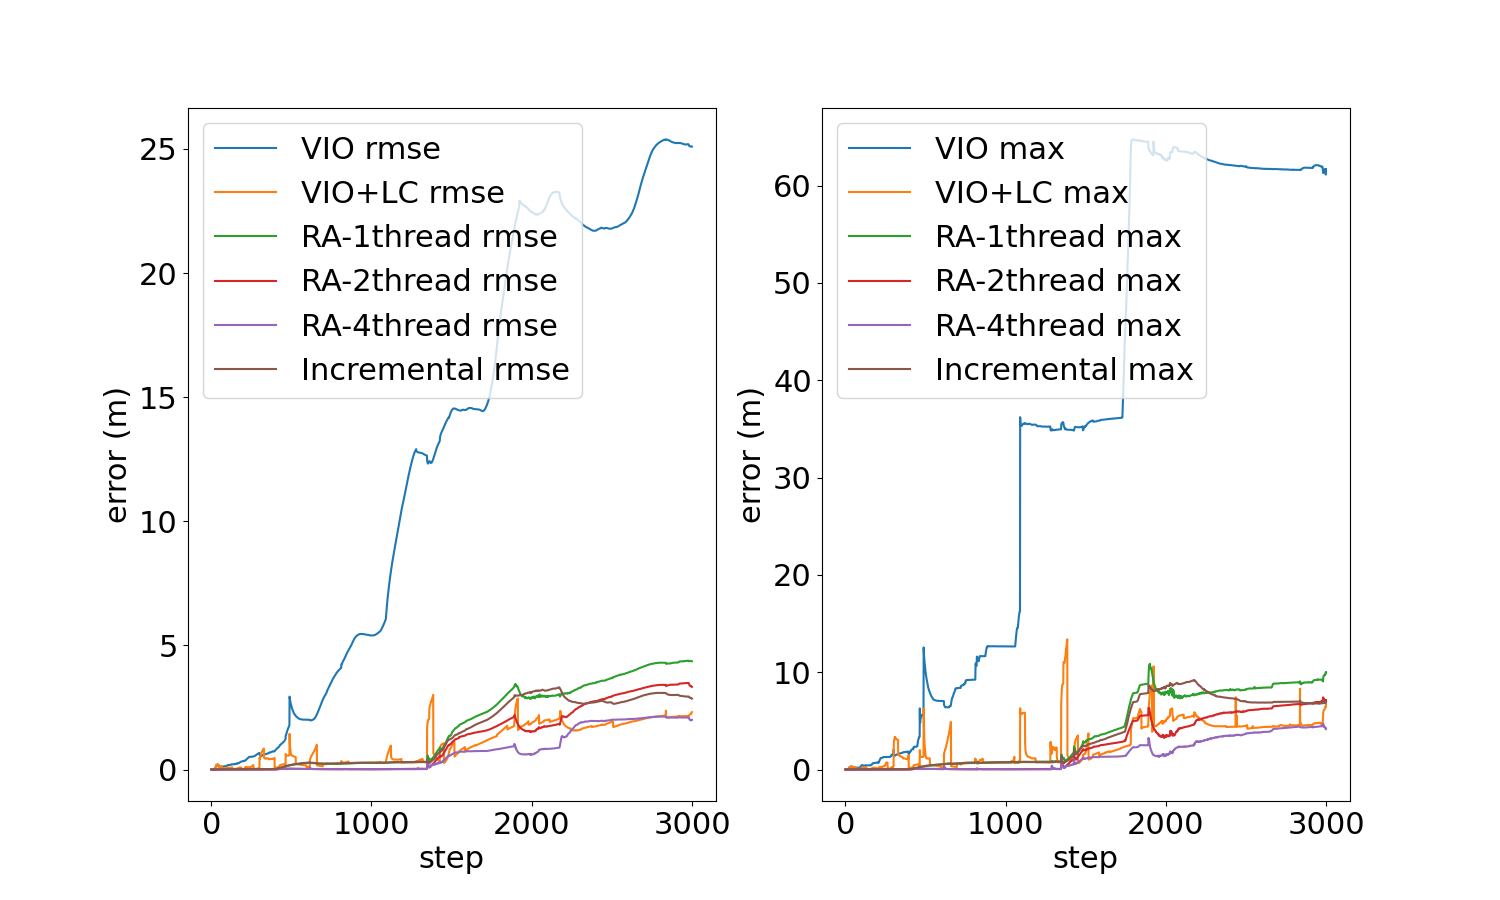 VIO rmse
VIO+LC rmse
RA-1thread rmse
RA-2thread rmse
RA-4thread rmse
Incremental rmse
25
20
15
10
5
0
error (m)
0 1000 2000 3000
step
VIO max
VIO+LC max
RA-1thread max
RA-2thread max
RA-4thread max
Incremental max
60
50
40
30
20
10
0
error (m)
0 1000 2000 3000
step